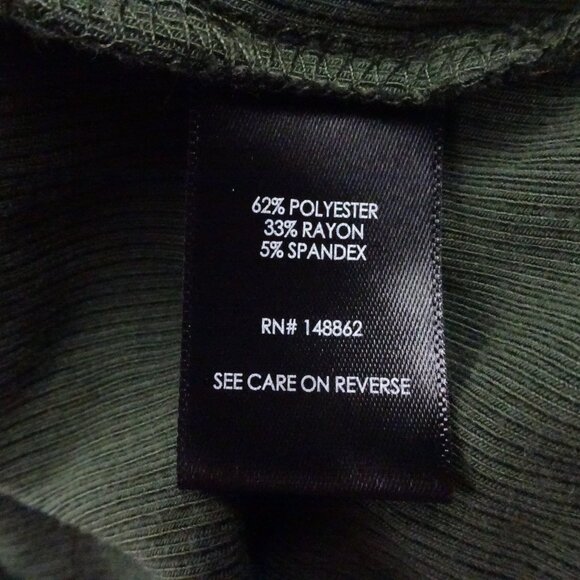 62% POLYESTER
33% RAYON
5% SPANDEX
RN# 148862
SEE CARE ON REVERSE